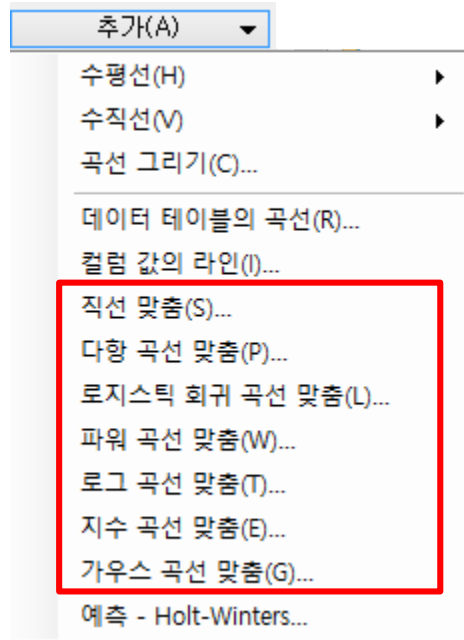 추가(A)
수평선(H)
수직선(V)
곡선 그리기(C)...
데이터 테이블의 곡선(R)...
컬럼 값의 라인(I)...
직선 맞춤(S)...
다항 곡선 맞춤(P)...
로지스틱 회귀 곡선 맞춤(L)...
파워 곡선 맞춤(W)...
로그 곡선 맞춤(T)...
지수 곡선 맞춤(E)...
가우스 곡선 맞춤(G)...
예측 - Holt-Winters...